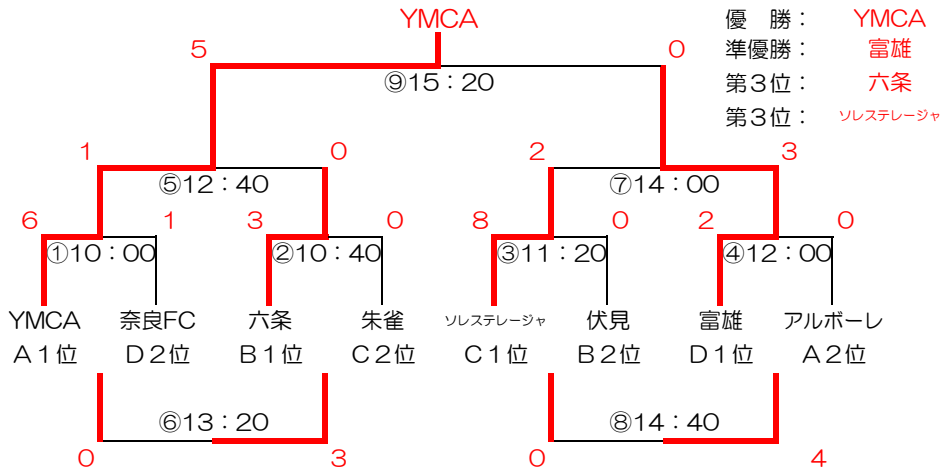 YMCA
優　勝： YMCA
準優勝： 富雄
第３位： 六条
第３位： ソレステレージャ
5 0
⑨15：20
1 0 2 3
⑤12：40 ⑦14：00
6 1 3 0 8 0 2 0
①10：00 ②10：40 ③11：20 ④12：00
YMCA 奈良FC 六条 朱雀 ソレステレージャ 伏見 富雄 アルボーレ
A１位 D２位 B１位 C２位 C１位 B２位 D１位 A２位
⑥13：20 ⑧14：40
0 3 0 4